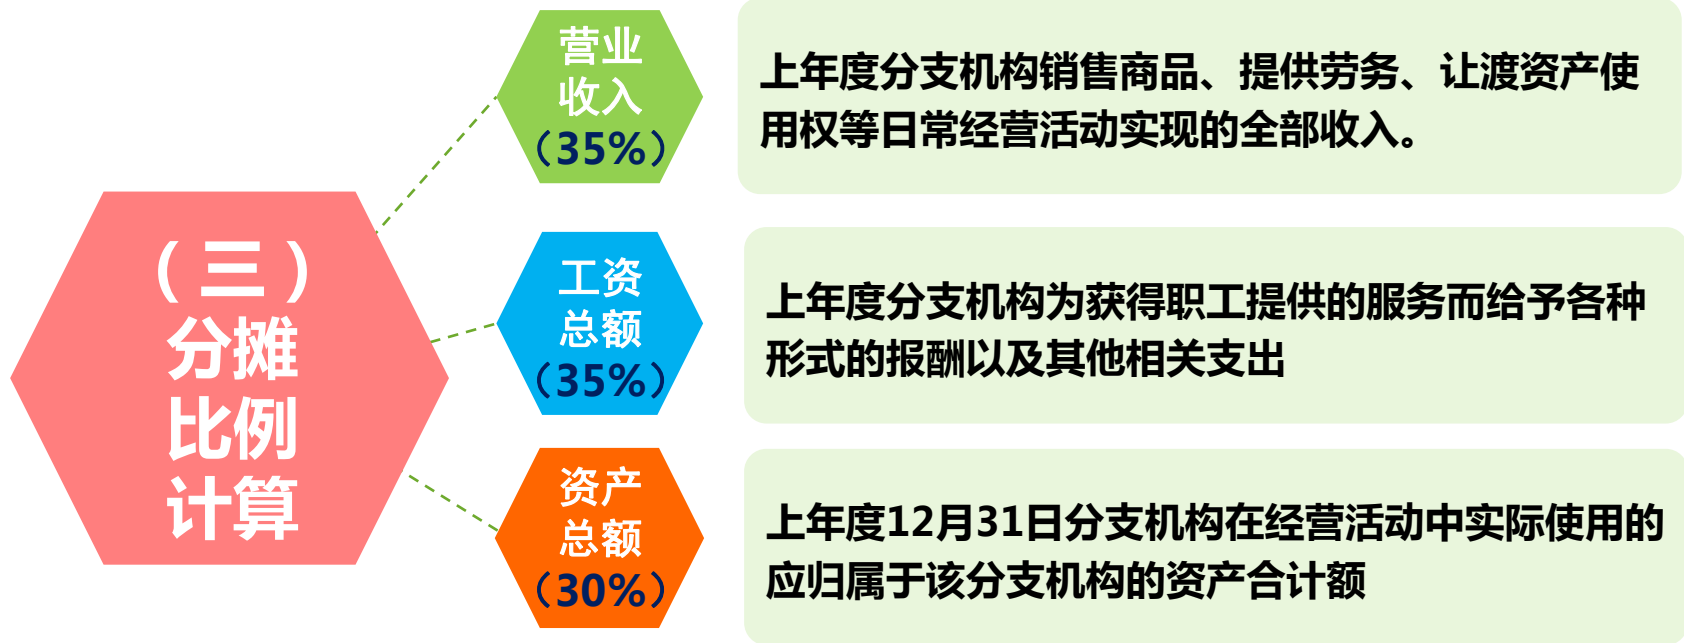 （三）
分摊
比例
计算
营业
收入
（35%）
上年度分支机构销售商品、提供劳务、让渡资产使
用权等日常经营活动实现的全部收入。
工资
总额
（35%）
上年度分支机构为获得职工提供的服务而给予各种
形式的报酬以及其他相关支出
资产
总额
（30%）
上年度12月31日分支机构在经营活动中实际使用的
应归属于该分支机构的资产合计额